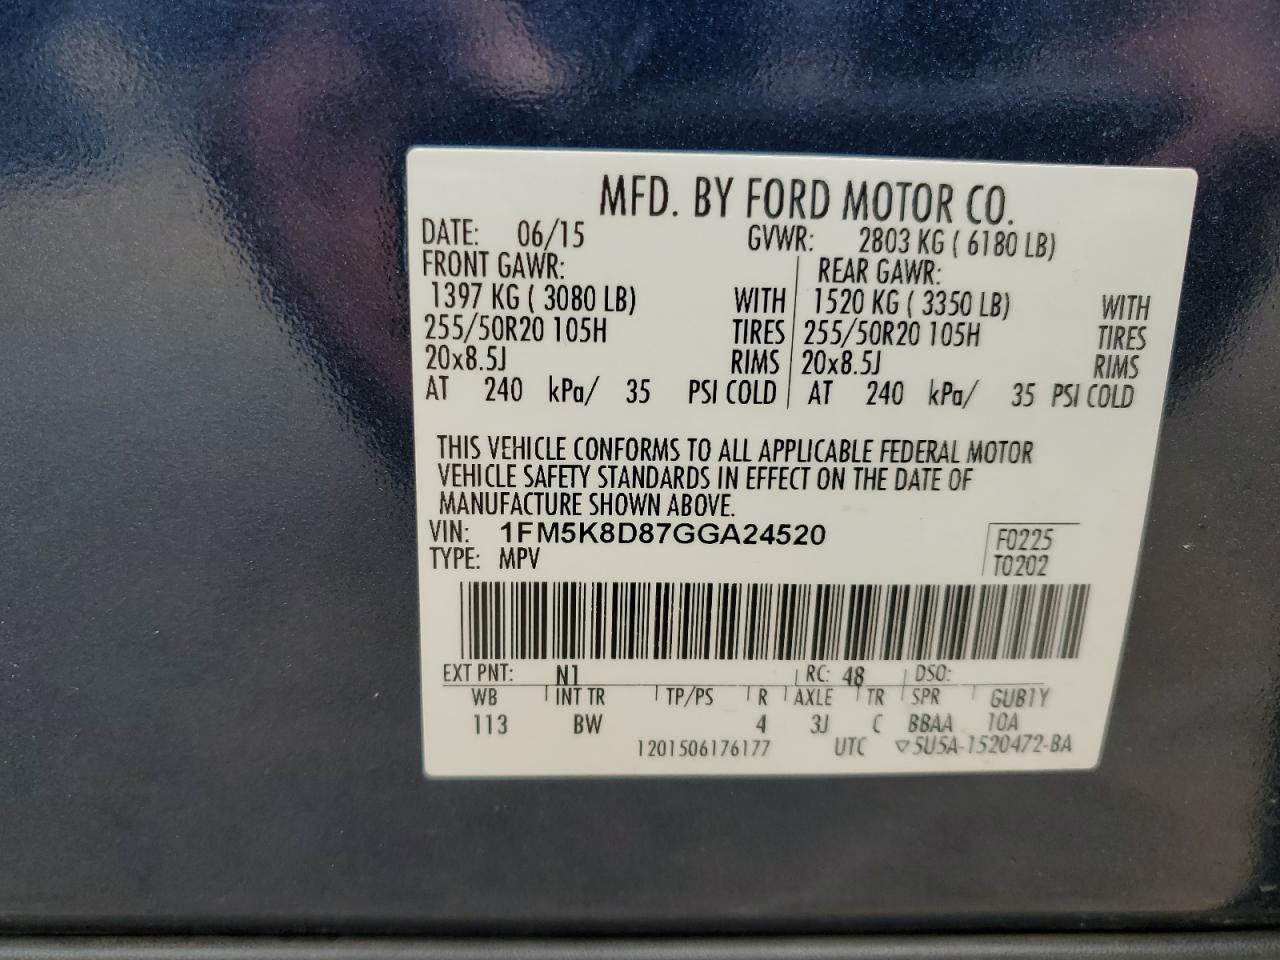 MFD. BY FORD MOTOR CO.
DATE: 06/15 GVWR: 2803 KG ( 6180 LB)
FRONT GAWR: REAR GAWR:
1397 KG ( 3080 LB) WITH 1520 KG ( 3350 LB) WITH
255/50R20 105H TIRES 255/50R20 105H TIRES
20x8.5J RIMS 20x8.5J RIMS
AT 240 kPa/ 35 PSI COLD AT 240 kPa/ 35 PSI COLD
THIS VEHICLE CONFORMS TO ALL APPLICABLE FEDERAL MOTOR
VEHICLE SAFETY STANDARDS IN EFFECT ON THE DATE OF
MANUFACTURE SHOWN ABOVE.
VIN: 1FM5K8D87GGA24520 F0225
TYPE: MPV T0202
EXT PNT: N1 RC: 48 DSO:
WB INT TR TP/PS R AXLE TR SPR GUB1Y
113 BW 4 3J C BBAA 10A
1201506176177 UTC ▽5U5A-1520472-BA